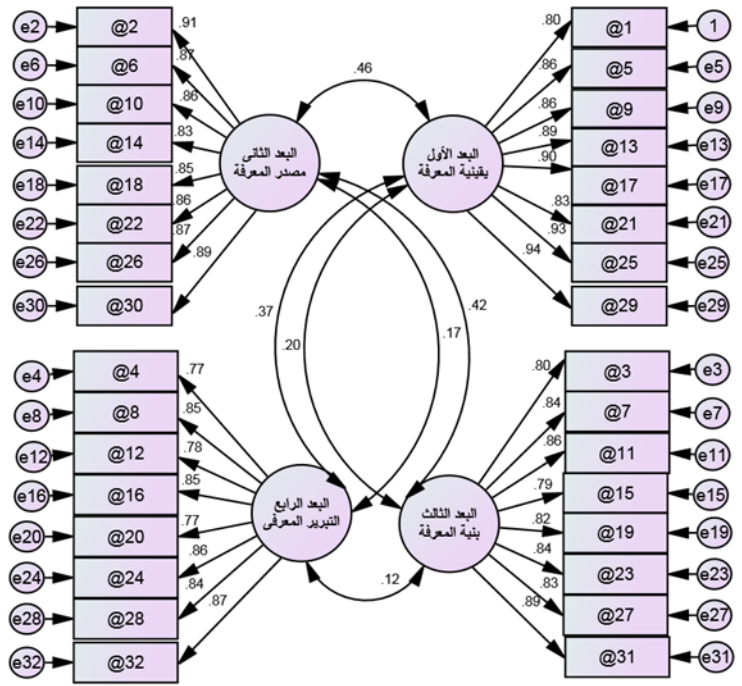 e2 @2 .91 .80 @1 1
e6 @6 .87 .86 @5 e5
e10 @10 .86 .86 @9 e9
e14 @14 .83 .89 @13 e13
e18 @18 .85 .90 @17 e17
e22 @22 .86 .83 @21 e21
e26 @26 .87 .93 @25 e25
e30 @30 .89 .94 @29 e29
.46
البعد الثانى
مصدر المعرفة
البعد الأول
يقينية المعرفة
.37 .20 .17 .42
e4 @4 .77 .80 @3 e3
e8 @8 .85 .84 @7 e7
e12 @12 .78 .86 @11 e11
e16 @16 .85 .79 @15 e15
e20 @20 .77 .82 @19 e19
e24 @24 .86 .84 @23 e23
e28 @28 .84 .83 @27 e27
e32 @32 .87 .89 @31 e31
البعد الرابع
التبرير المعرفى
البعد الثالث
بنية المعرفة
.12